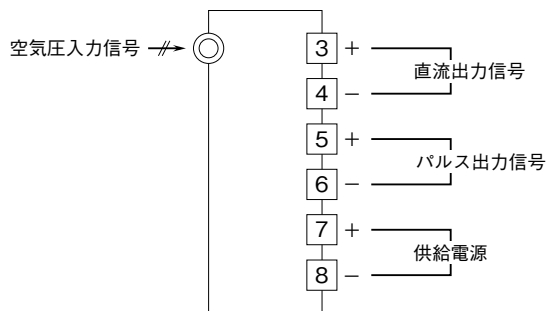 空気圧入力信号
3 +
直流出力信号
4 −
5 +
パルス出力信号
6 −
7 +
供給電源
8 −